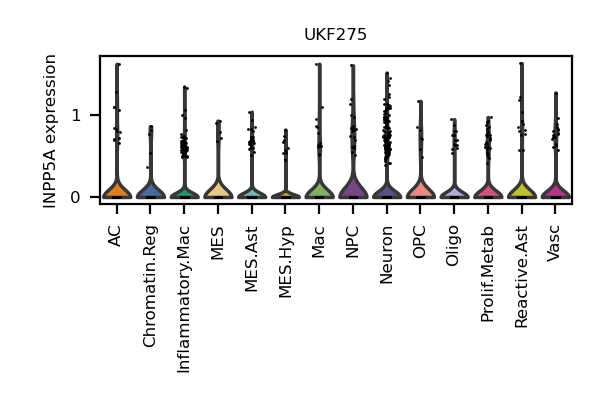 UKF275
INPP5A expression
1
0
AC
Chromatin.Reg
Inflammatory.Mac
MES
MES.Ast
MES.Hyp
Mac
NPC
Neuron
OPC
Oligo
Prolif.Metab
Reactive.Ast
Vasc